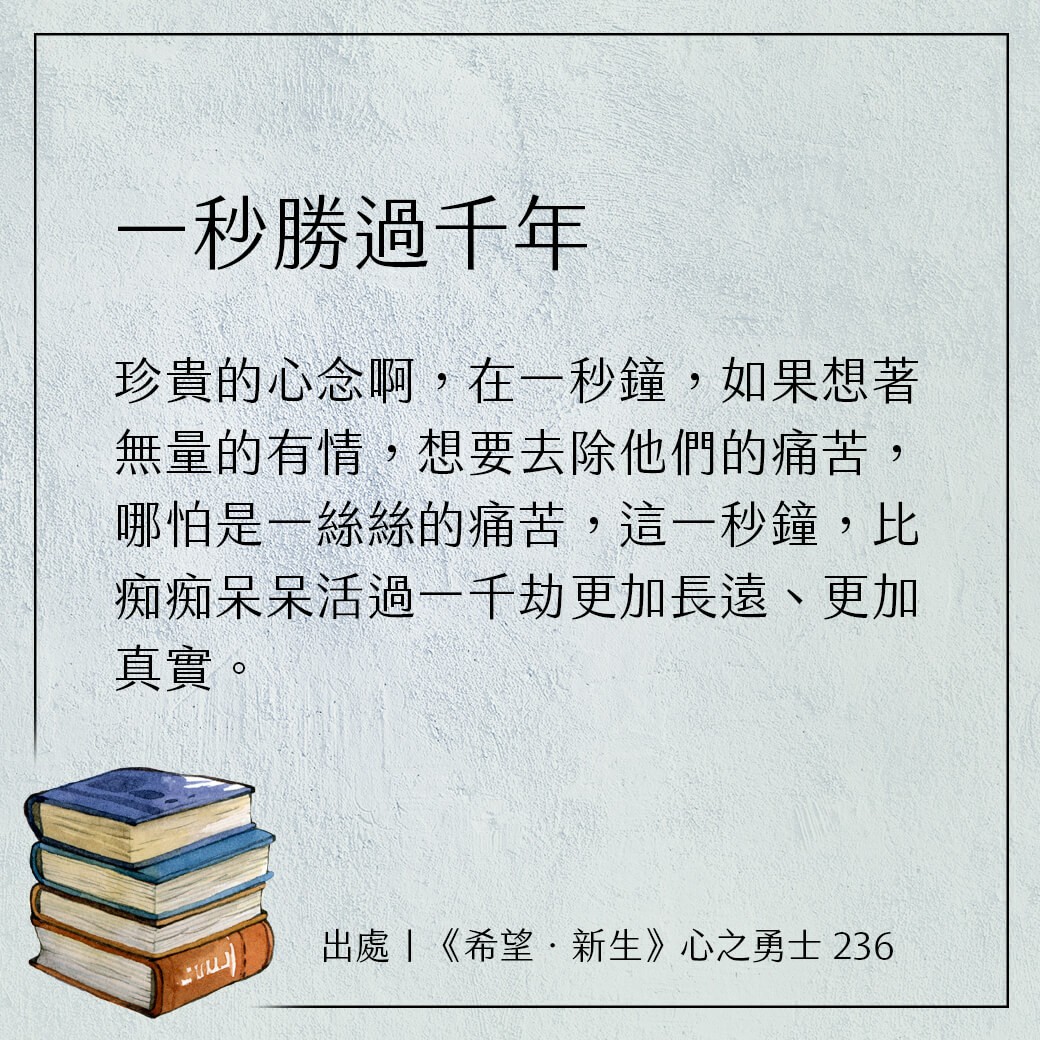 一秒勝過千年
珍貴的心念啊，在一秒鐘，如果想著
無量的有情，想要去除他們的痛苦，
哪怕是一絲絲的痛苦，這一秒鐘，比
痴痴呆呆活過一千劫更加長遠、更加
真實。
出處｜《希望．新生》心之勇士 236